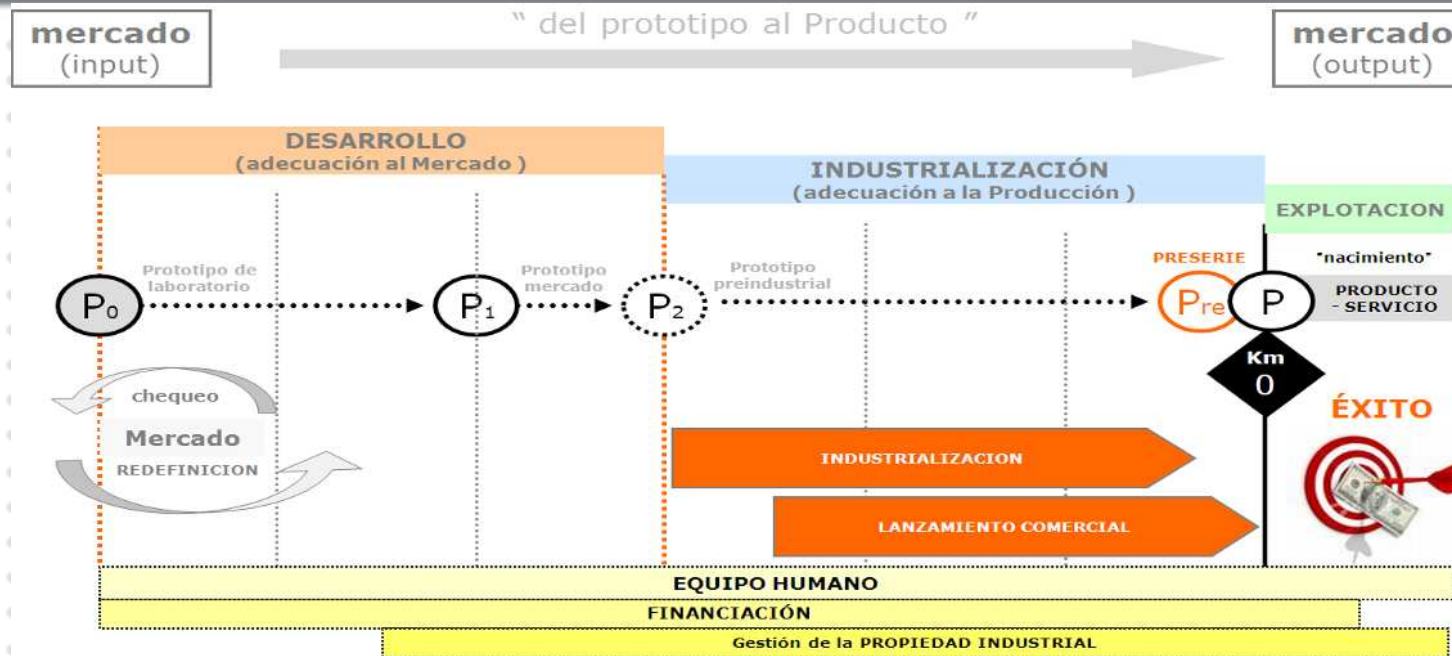 mercado
(input)
“ del prototipo al Producto ”
mercado
(output)
DESARROLLO
(adecuación al Mercado )
INDUSTRIALIZACIÓN
(adecuación a la Producción )
EXPLOTACION
Prototipo de
laboratorio
Prototipo
mercado
Prototipo
preindustrial
PRESERIE
"nacimiento"
P0
P1
P2
Pre
P
PRODUCTO
- SERVICIO
Km
0
chequeo
Mercado
REDEFINICION
ÉXITO
INDUSTRIALIZACION
LANZAMIENTO COMERCIAL
EQUIPO HUMANO
FINANCIACIÓN
Gestión de la PROPIEDAD INDUSTRIAL